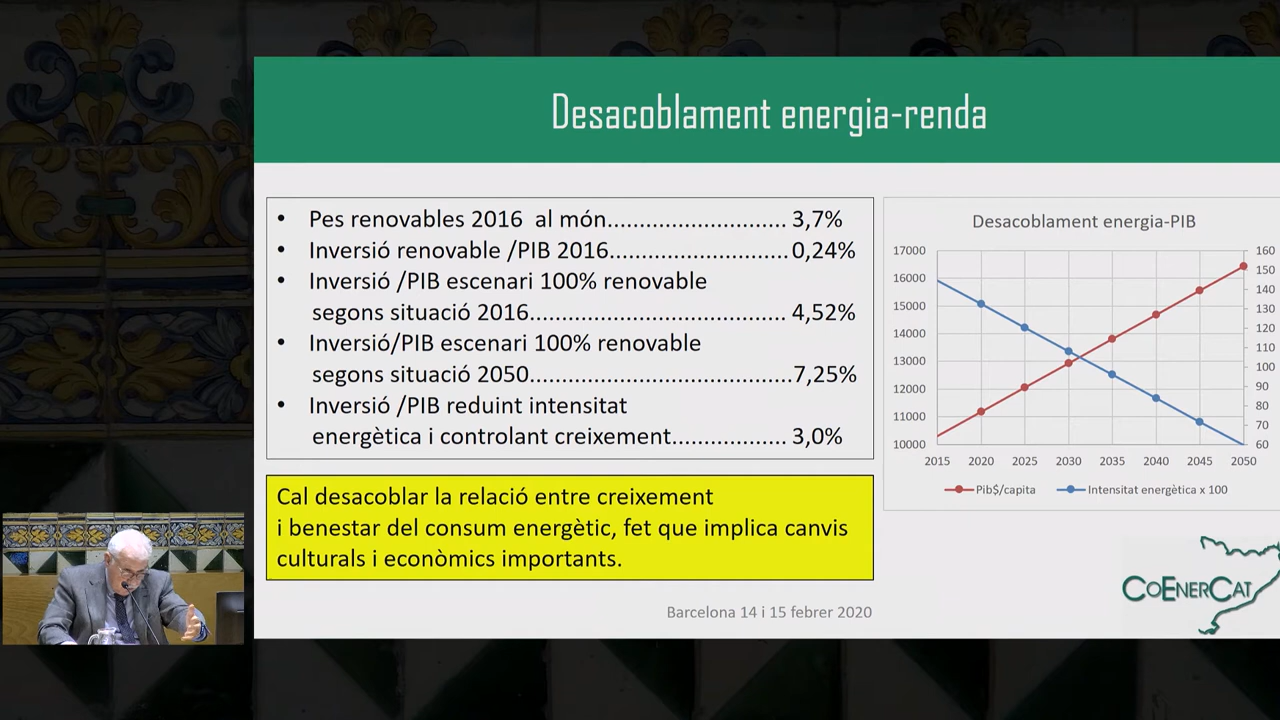 Desacoblament energia-renda
• Pes renovables 2016 al món............................ 3,7%
• Inversió renovable /PIB 2016............................ 0,24%
• Inversió /PIB escenari 100% renovable
segons situació 2016........................................ 4,52%
• Inversió/PIB escenari 100% renovable
segons situació 2050.........................................7,25%
• Inversió /PIB reduint intensitat
energètica i controlant creixement.................. 3,0%
Cal desacoblar la relació entre creixement
i benestar del consum energètic, fet que implica canvis
culturals i econòmics importants.
Barcelona 14 i 15 febrer 2020
Desacoblament energia-PIB
17000 160
16000 150
15000 140
14000 130
13000 120
12000 110
11000 100
10000 90
80
70
60
2015 2020 2025 2030 2035 2040 2045 2050
Pib$/capita Intensitat energètica x 100
COENERCAT